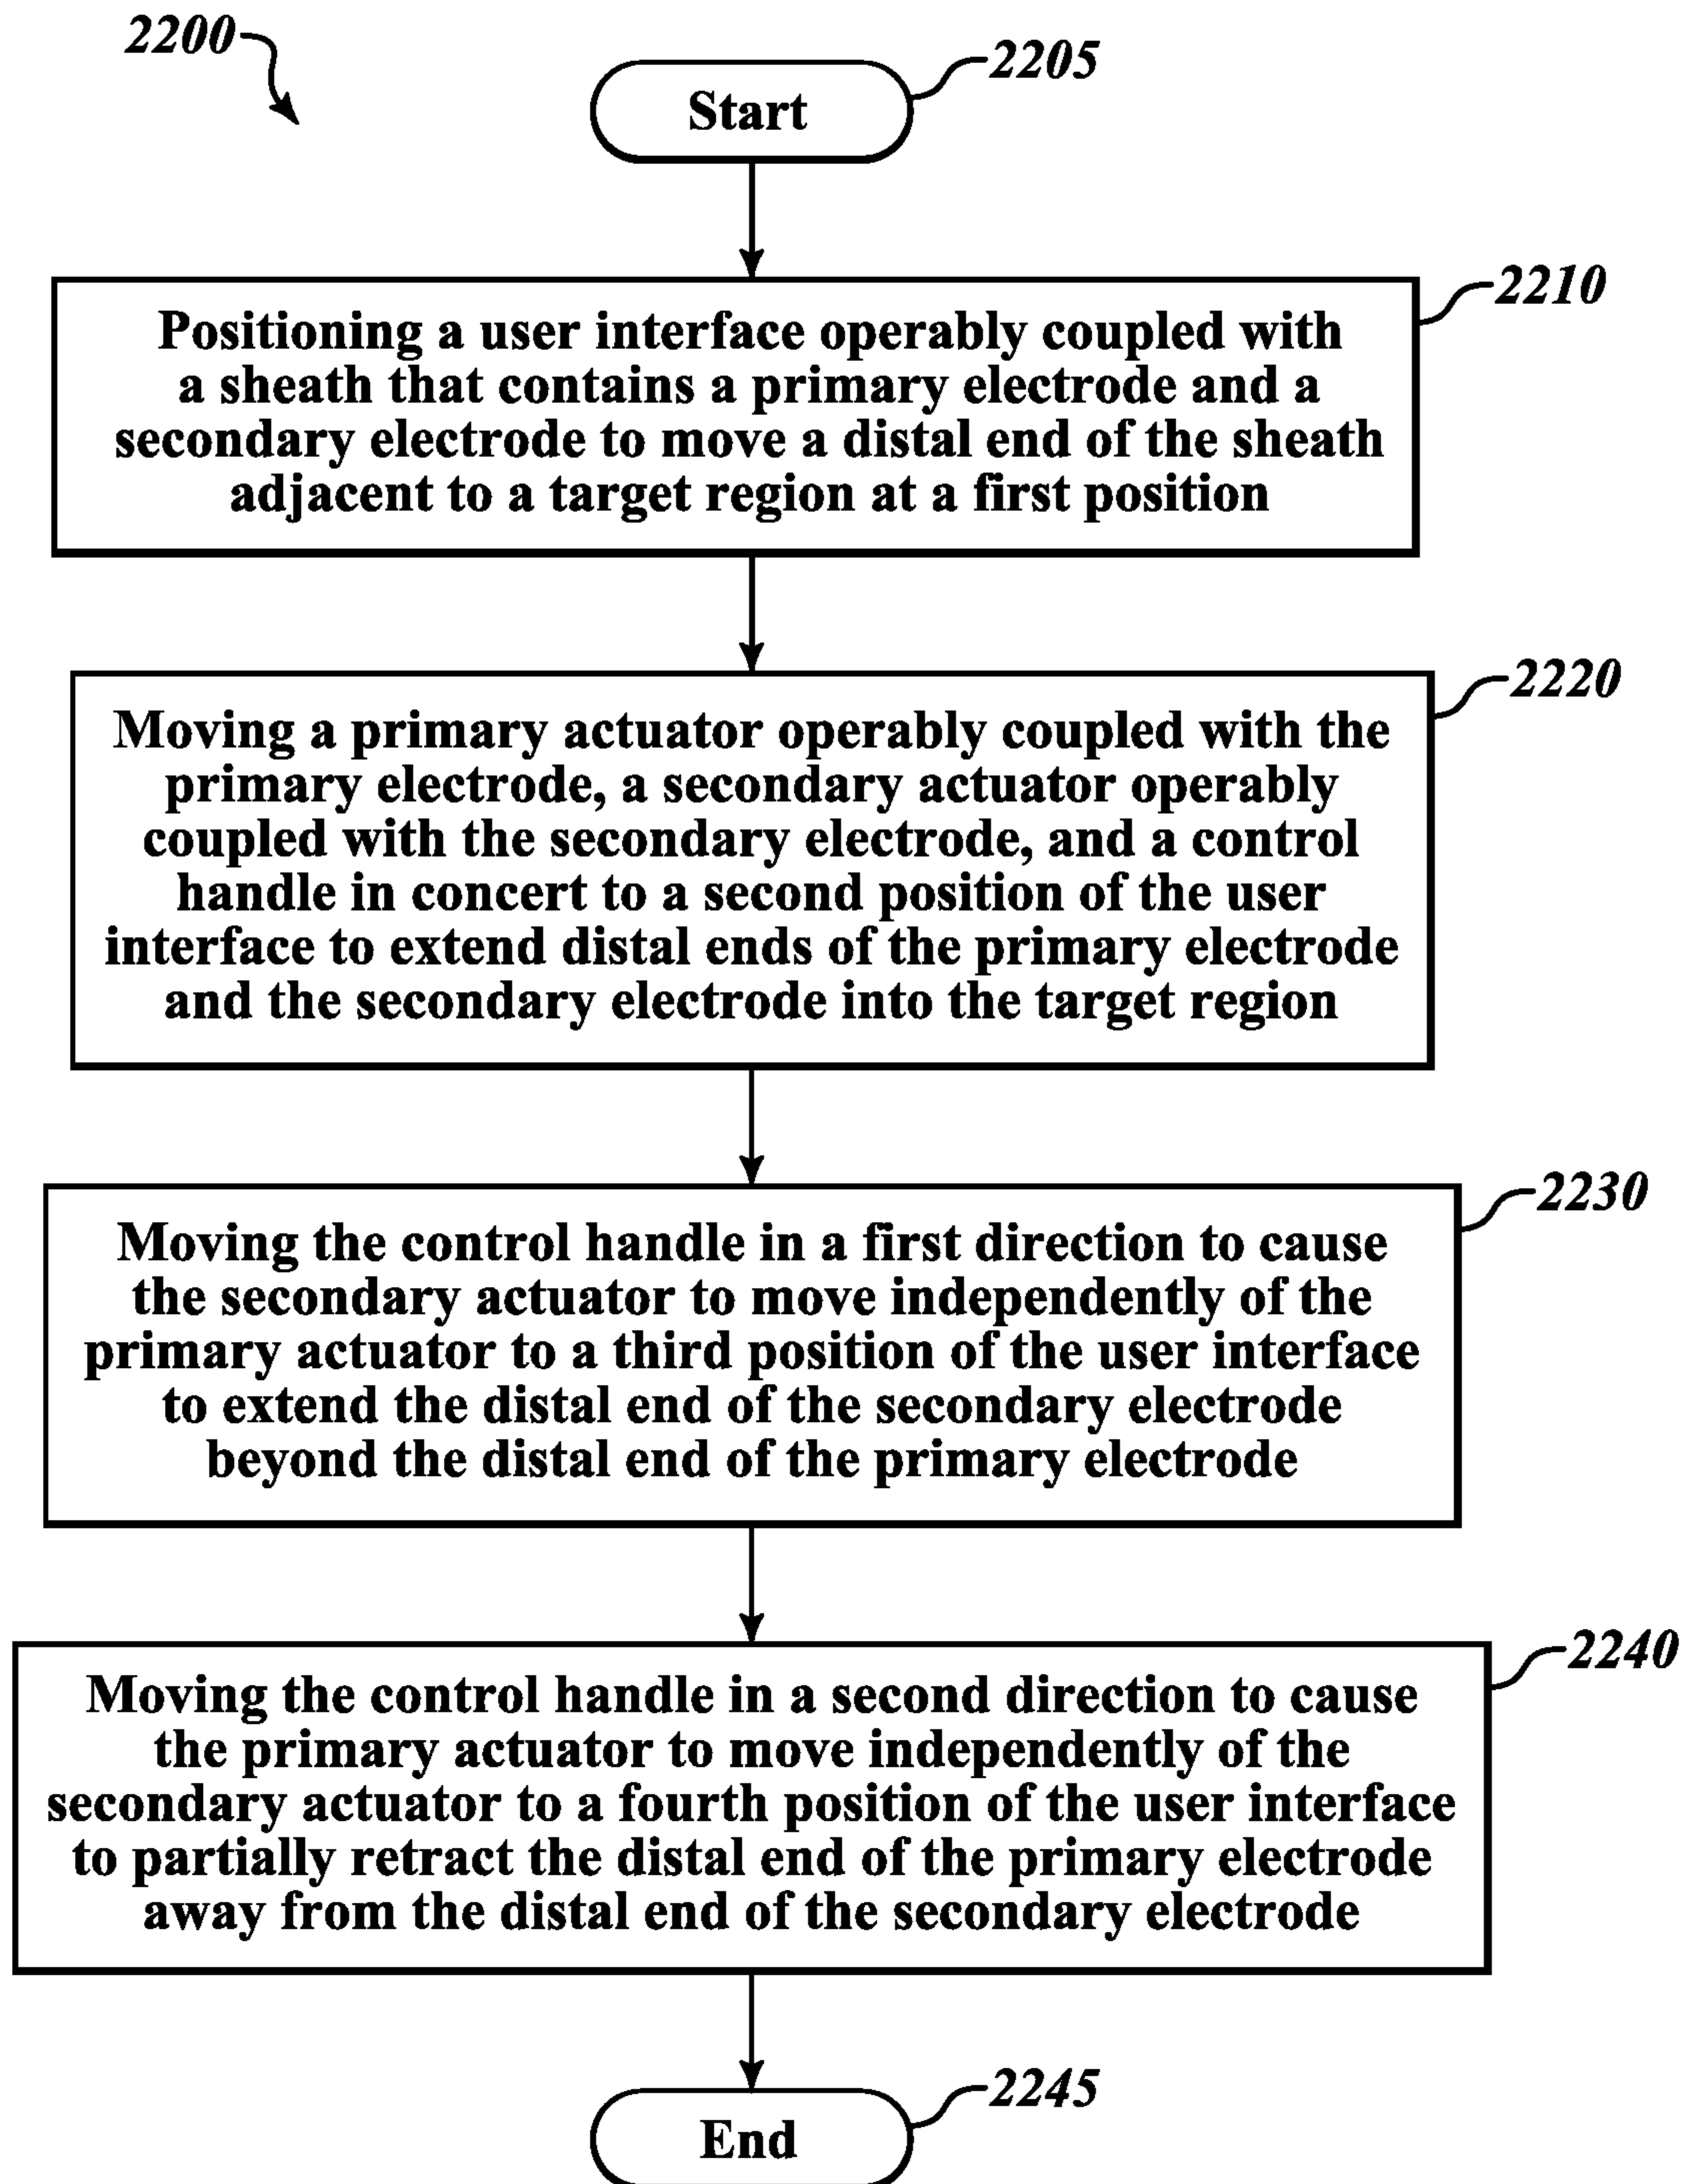 2200
2205
Start
2210
Positioning a user interface operably coupled with
a sheath that contains a primary electrode and a
secondary electrode to move a distal end of the sheath
adjacent to a target region at a first position
2220
Moving a primary actuator operably coupled with the
primary electrode, a secondary actuator operably
coupled with the secondary electrode, and a control
handle in concert to a second position of the user
interface to extend distal ends of the primary electrode
and the secondary electrode into the target region
2230
Moving the control handle in a first direction to cause
the secondary actuator to move independently of the
primary actuator to a third position of the user interface
to extend the distal end of the secondary electrode
beyond the distal end of the primary electrode
2240
Moving the control handle in a second direction to cause
the primary actuator to move independently of the
secondary actuator to a fourth position of the user interface
to partially retract the distal end of the primary electrode
away from the distal end of the secondary electrode
2245
End